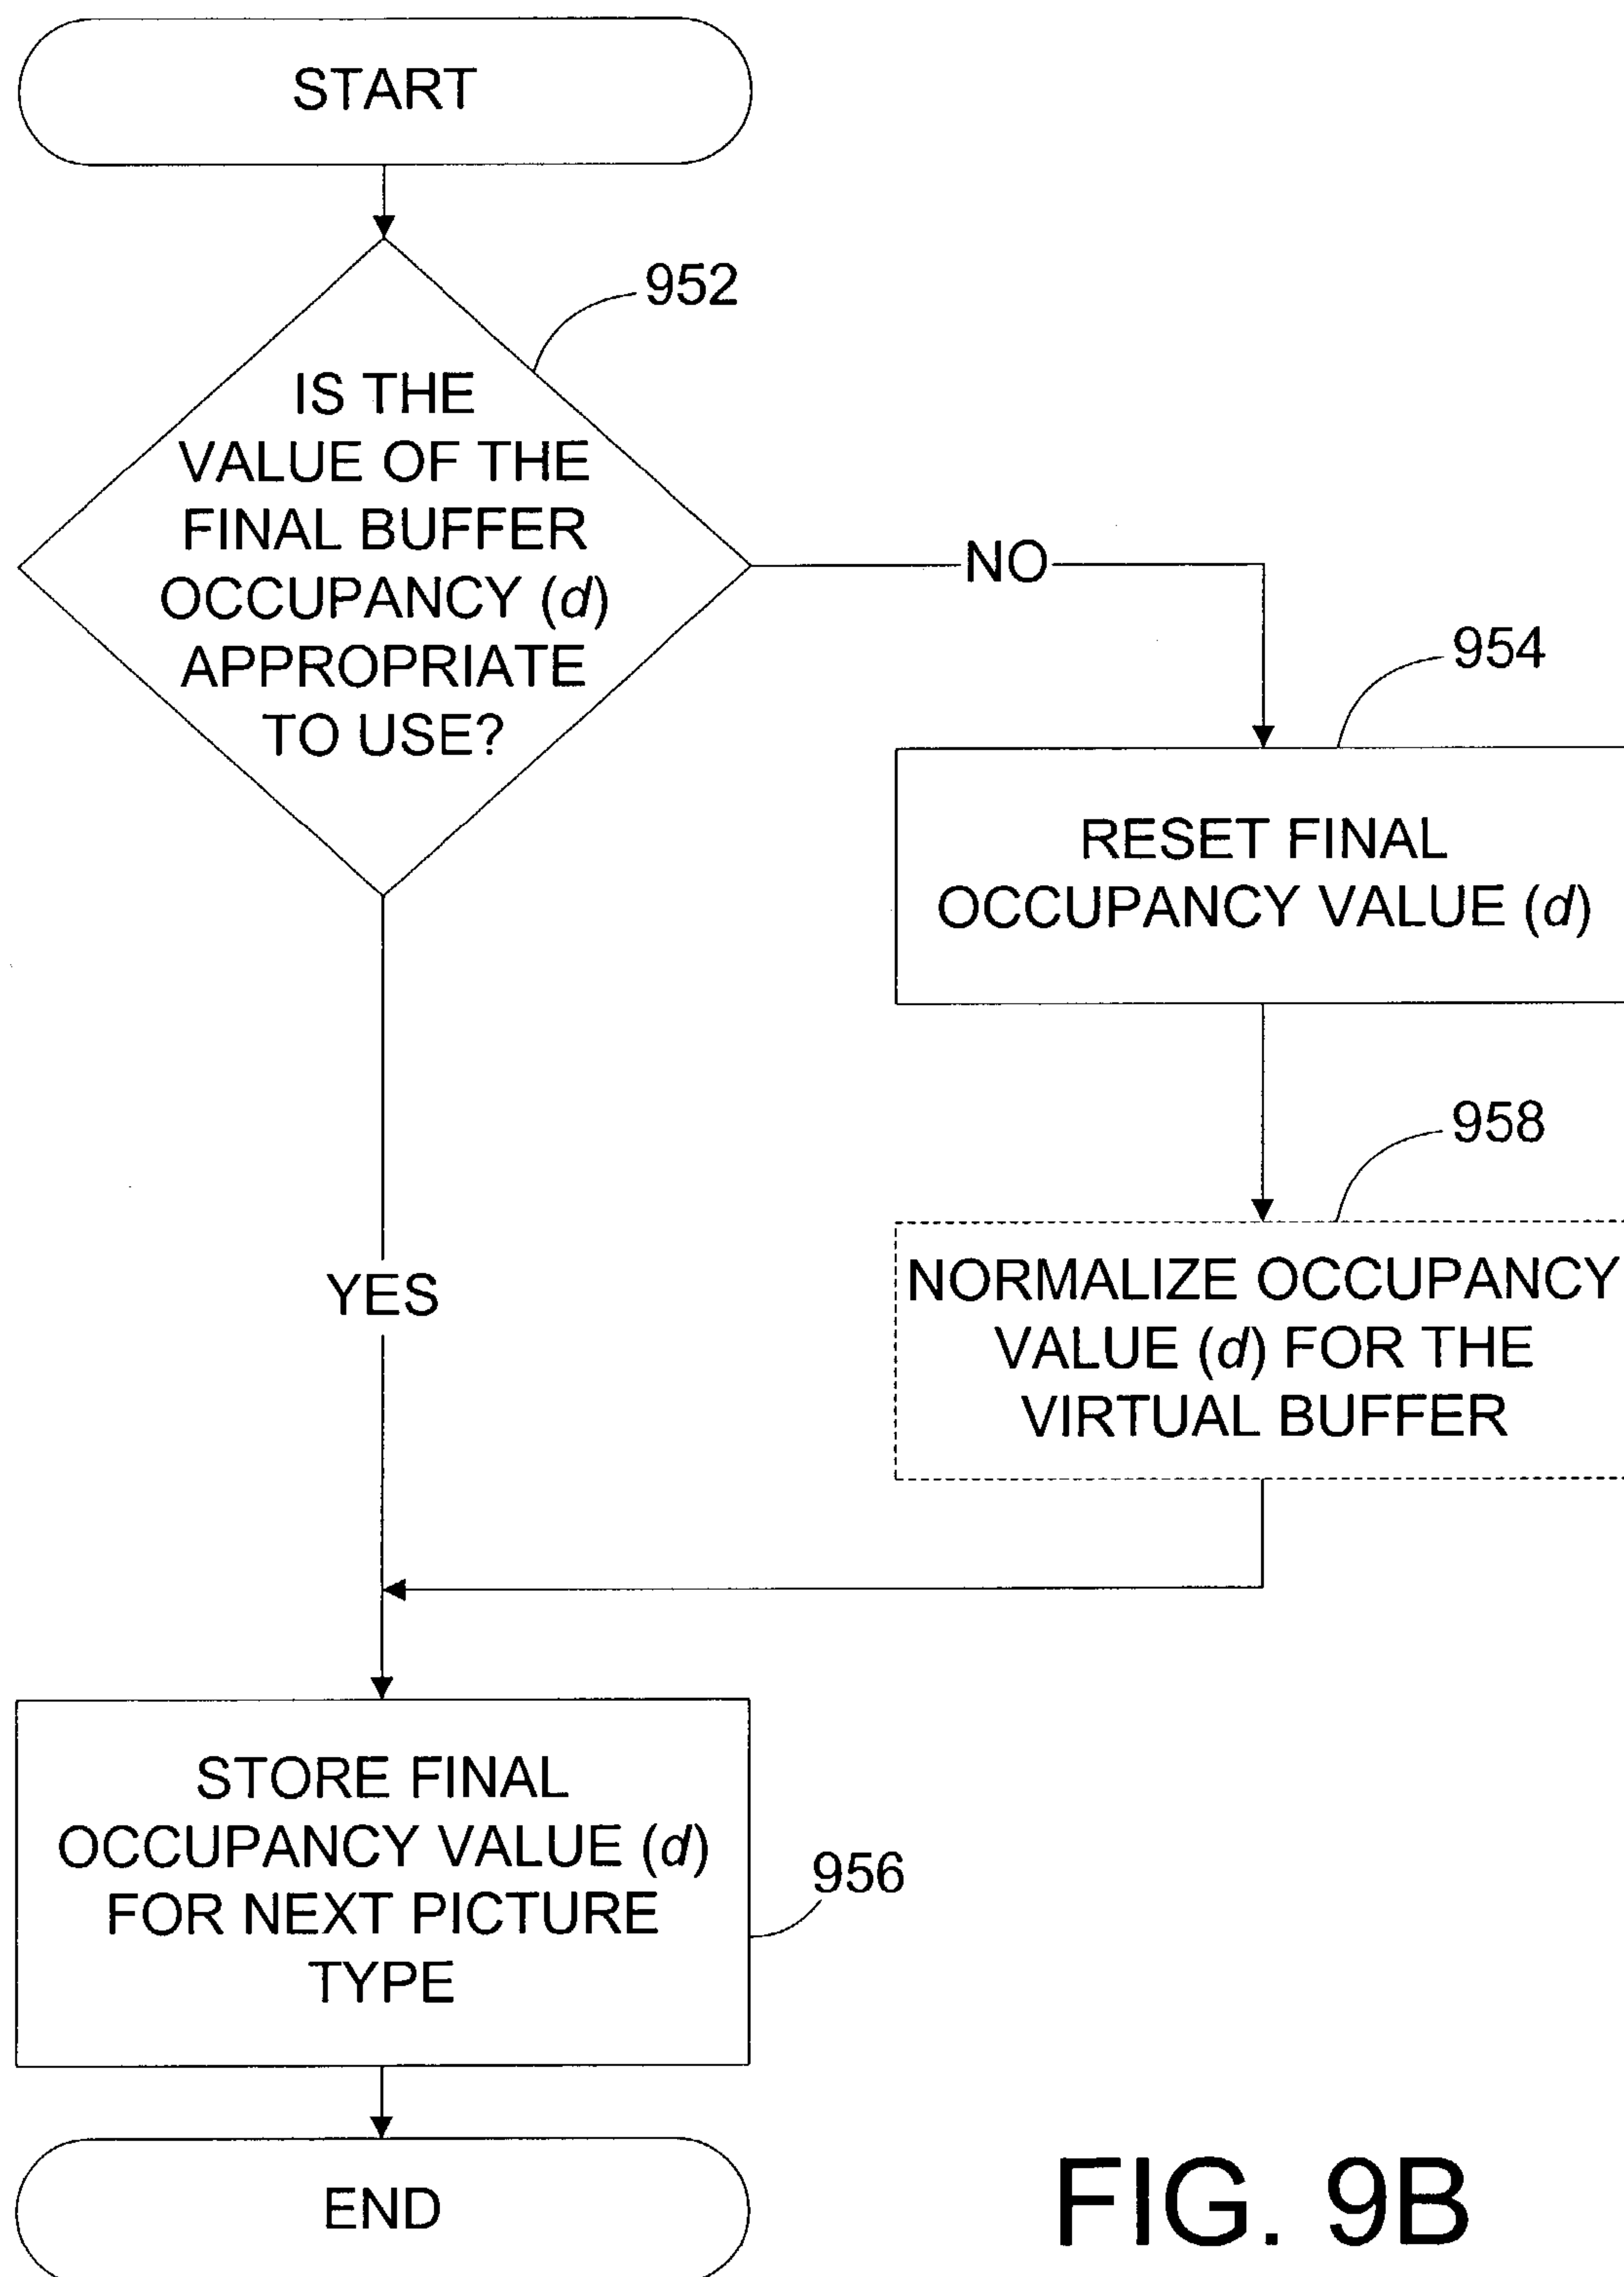 START
952
IS THE
VALUE OF THE
FINAL BUFFER
OCCUPANCY (d)
APPROPRIATE
TO USE?
NO
954
RESET FINAL
OCCUPANCY VALUE (d)
958
NORMALIZE OCCUPANCY
VALUE (d) FOR THE
VIRTUAL BUFFER
YES
STORE FINAL
OCCUPANCY VALUE (d)
FOR NEXT PICTURE
TYPE
956
END
FIG. 9B